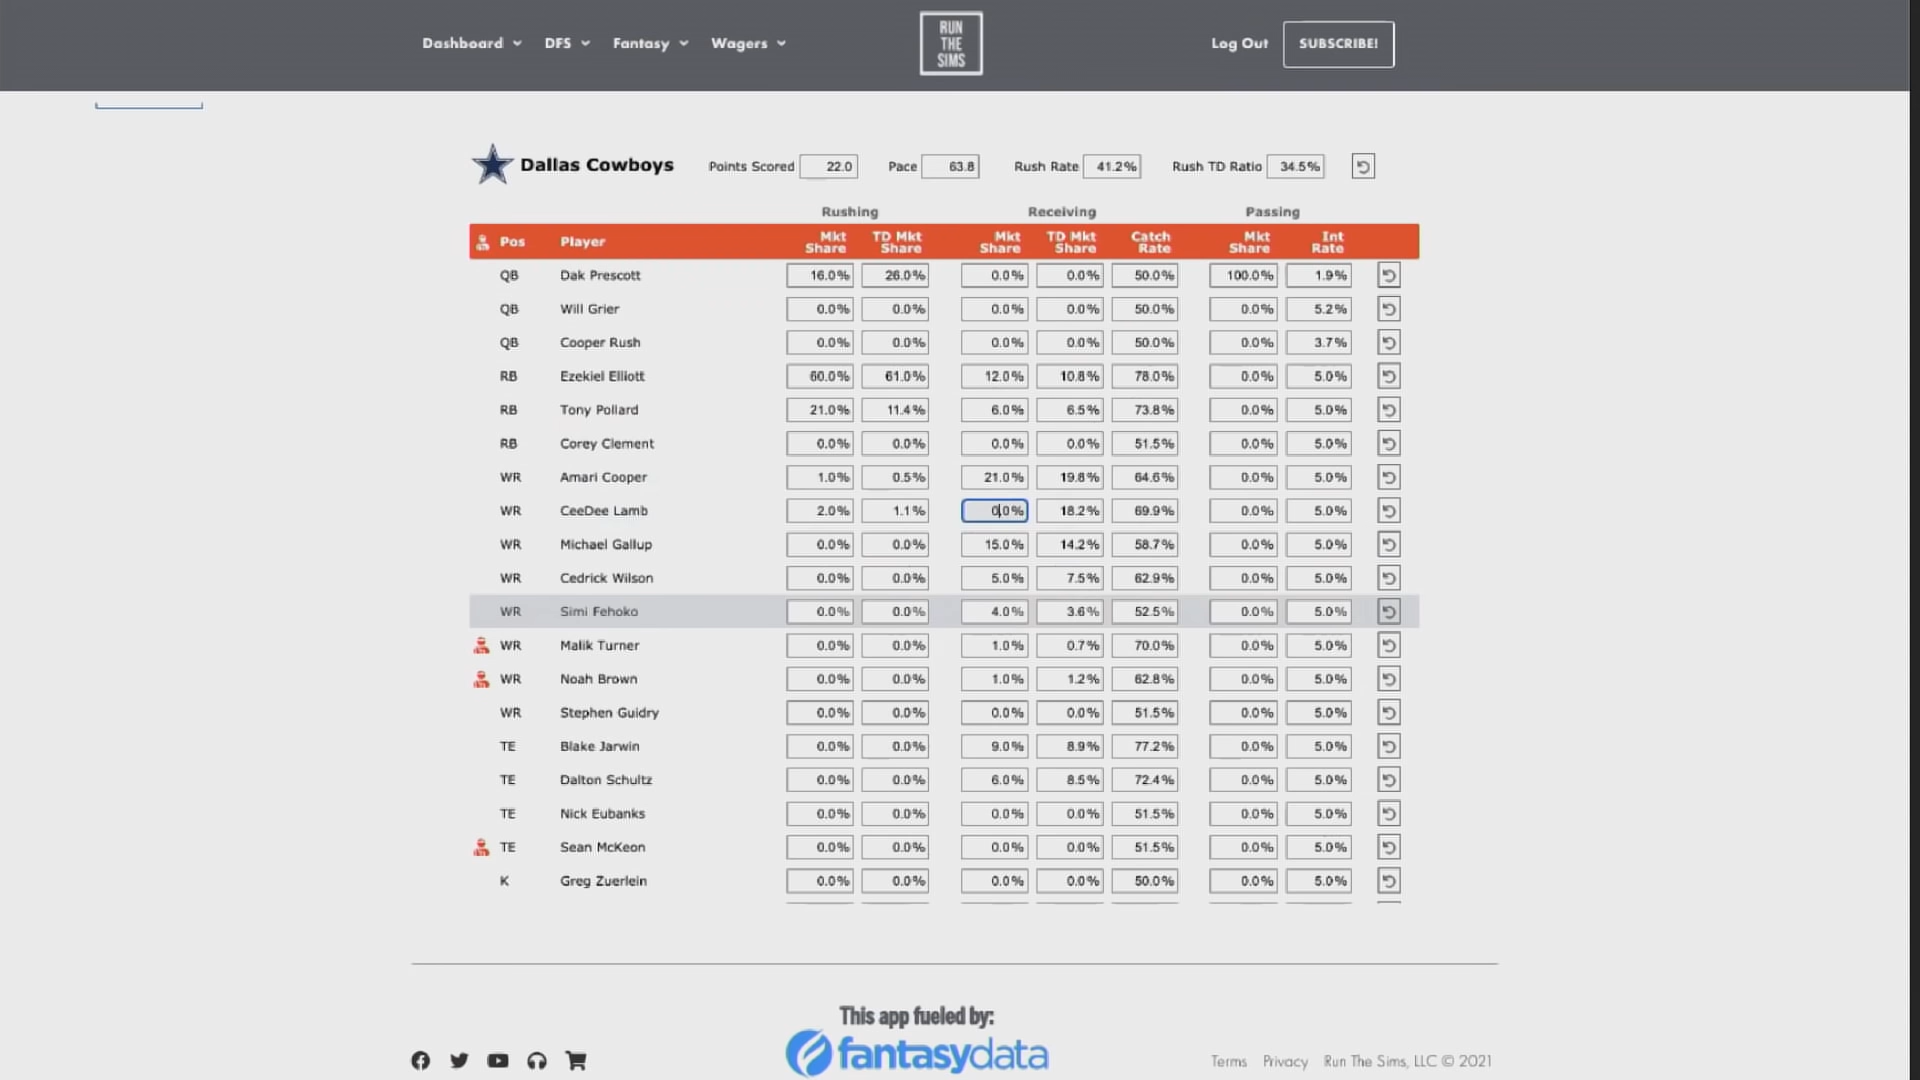 Dashboard DFS Fantasy Wagers RUN THE SIMS Log Out SUBSCRIBE!
Dallas Cowboys Points Scored 22.0 Pace 63.8 Rush Rate 41.2% Rush TD Ratio 34.5%
Rushing Receiving Passing
Pos Player Mkt Share TD Mkt Share Mkt Share TD Mkt Share Catch Rate Mkt Share Int Rate
QB Dak Prescott 16.0% 26.0% 0.0% 0.0% 50.0% 100.0% 1.9%
QB Will Grier 0.0% 0.0% 0.0% 0.0% 50.0% 0.0% 5.2%
QB Cooper Rush 0.0% 0.0% 0.0% 0.0% 50.0% 0.0% 3.7%
RB Ezekiel Elliott 60.0% 61.0% 12.0% 10.8% 78.0% 0.0% 5.0%
RB Tony Pollard 21.0% 11.4% 6.0% 6.5% 73.8% 0.0% 5.0%
RB Corey Clement 0.0% 0.0% 0.0% 0.0% 51.5% 0.0% 5.0%
WR Amari Cooper 1.0% 0.5% 21.0% 19.8% 64.6% 0.0% 5.0%
WR CeeDee Lamb 2.0% 1.1% 0.0% 18.2% 69.9% 0.0% 5.0%
WR Michael Gallup 0.0% 0.0% 15.0% 14.2% 58.7% 0.0% 5.0%
WR Cedrick Wilson 0.0% 0.0% 5.0% 7.5% 62.9% 0.0% 5.0%
WR Simi Fehoko 0.0% 0.0% 4.0% 3.6% 52.5% 0.0% 5.0%
WR Malik Turner 0.0% 0.0% 1.0% 0.7% 70.0% 0.0% 5.0%
WR Noah Brown 0.0% 0.0% 1.0% 1.2% 62.8% 0.0% 5.0%
WR Stephen Guidry 0.0% 0.0% 0.0% 0.0% 51.5% 0.0% 5.0%
TE Blake Jarwin 0.0% 0.0% 9.0% 8.9% 77.2% 0.0% 5.0%
TE Dalton Schultz 0.0% 0.0% 6.0% 8.5% 72.4% 0.0% 5.0%
TE Nick Eubanks 0.0% 0.0% 0.0% 0.0% 51.5% 0.0% 5.0%
TE Sean McKeon 0.0% 0.0% 0.0% 0.0% 51.5% 0.0% 5.0%
K Greg Zuerlein 0.0% 0.0% 0.0% 0.0% 50.0% 0.0% 5.0%
This app fueled by:
fantasydata
Terms Privacy Run The Sims, LLC © 2021